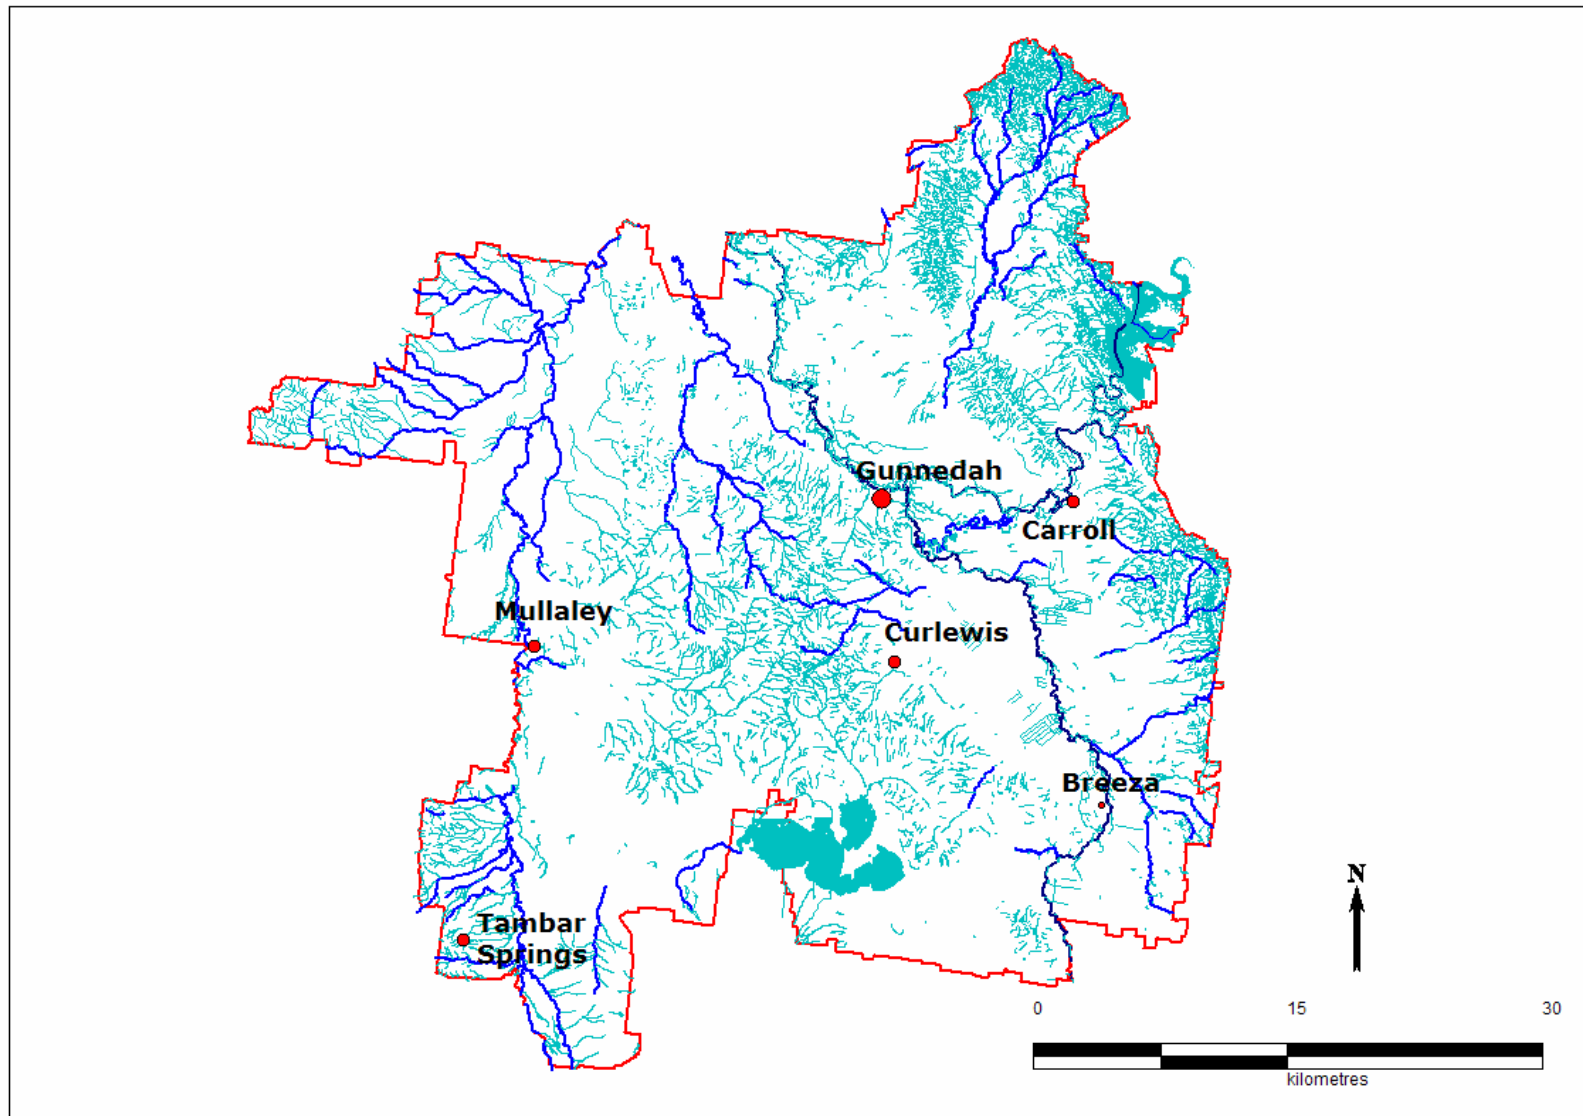 Gunnedah
Carroll
Mullaley
Curlewis
Breeza
N
Tambar
Springs
0 15 30
kilometres